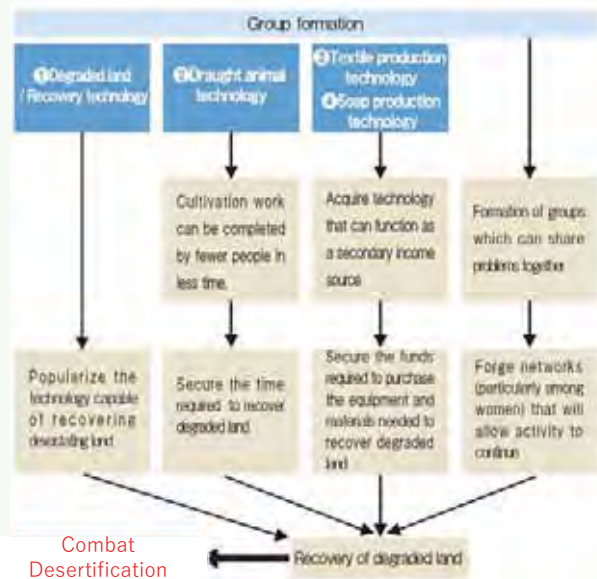 Group formation
❶Degraded land
/ Recovery technology
❷Draught animal
technology
❸Textile production
technology
❹Soap production
technology
Cultivation work
can be completed
by fewer people in
less time.
Acquire technology
that can function as
a secondary income
source
Formation of groups
which can share
problems together
Popularize the
technology capable
of recovering
devastating land
Secure the time
required to recover
degraded land
Secure the funds
required to purchase
the equipment and
materials needed to
recover degraded
land
Forge networks
(particularly among
women) that will
allow activity to
continue
Combat
Desertification
Recovery of degraded land